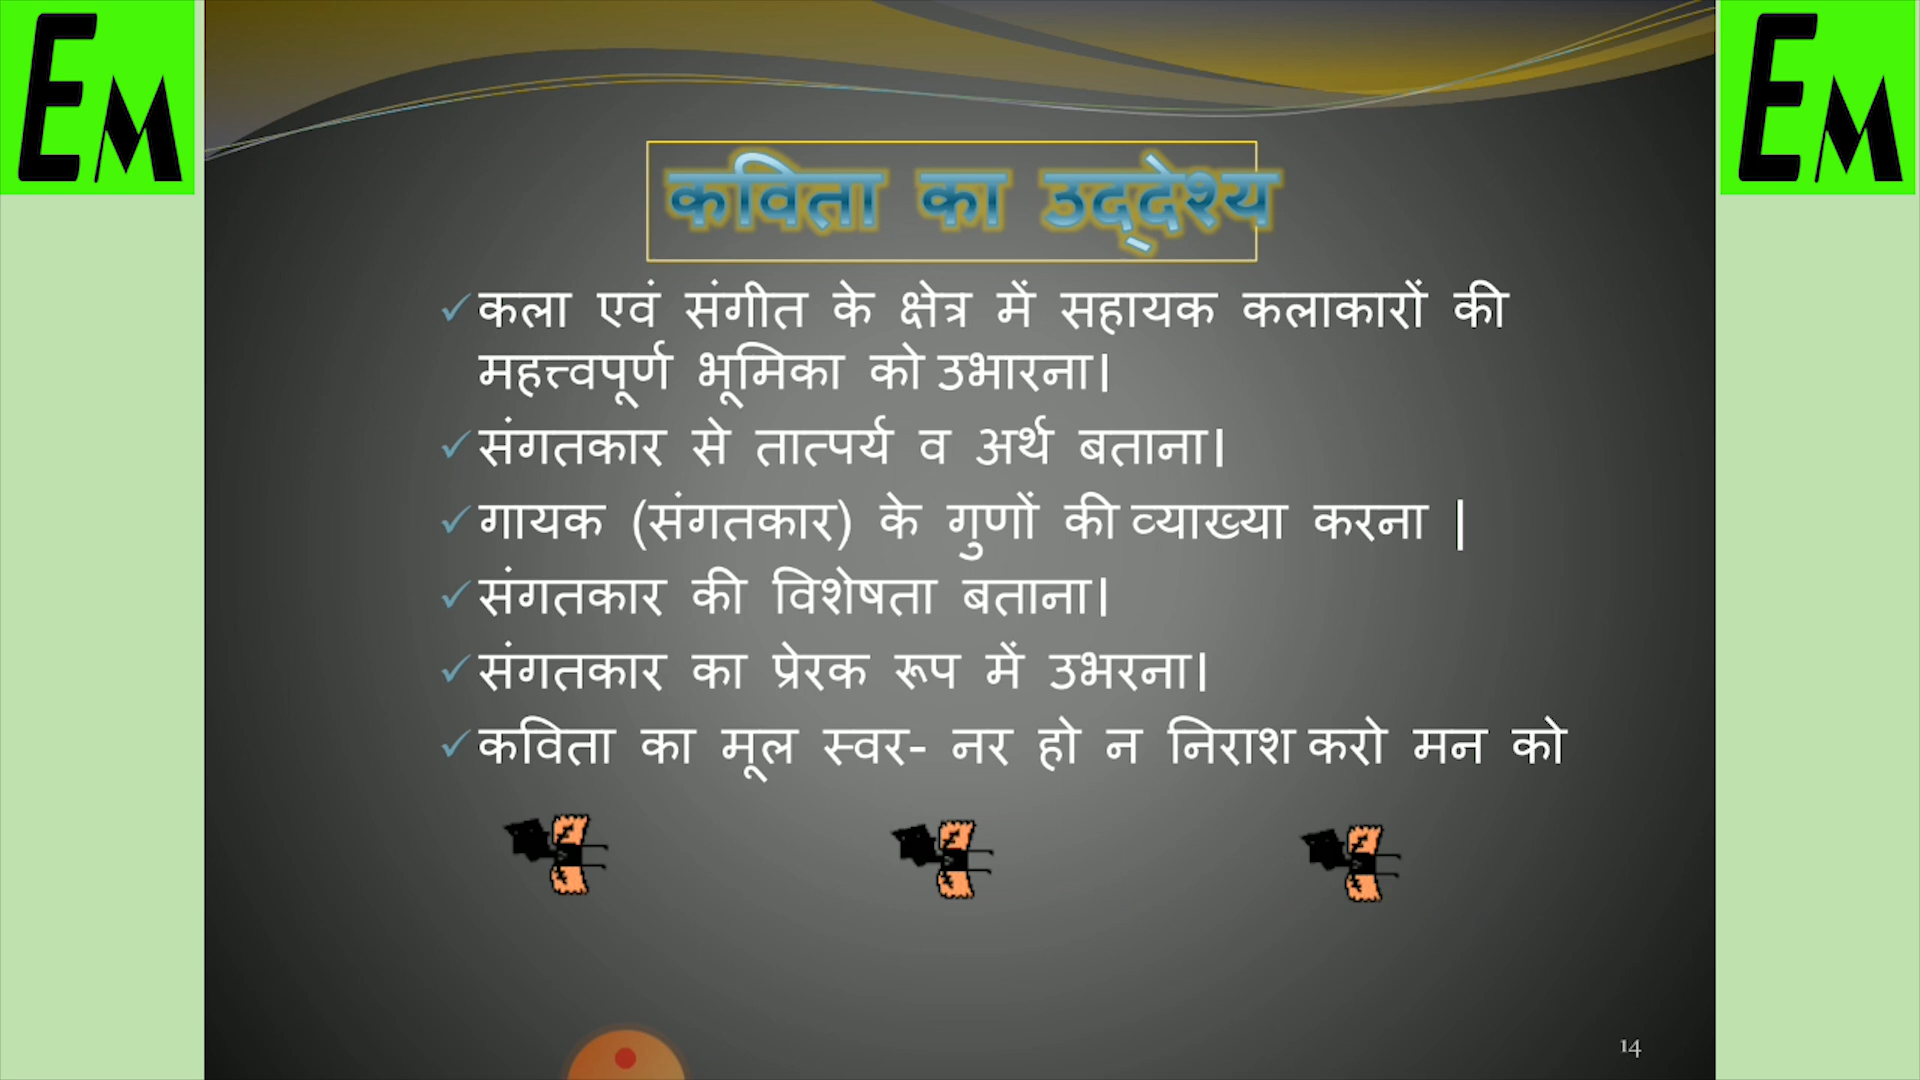 EM
EM
कविता का उद्देश्य
कला एवं संगीत के क्षेत्र में सहायक कलाकारों की
महत्त्वपूर्ण भूमिका को उभारना।
संगतकार से तात्पर्य व अर्थ बताना।
गायक (संगतकार) के गुणों की व्याख्या करना |
संगतकार की विशेषता बताना।
संगतकार का प्रेरक रूप में उभरना।
कविता का मूल स्वर- नर हो न निराश करो मन को
14